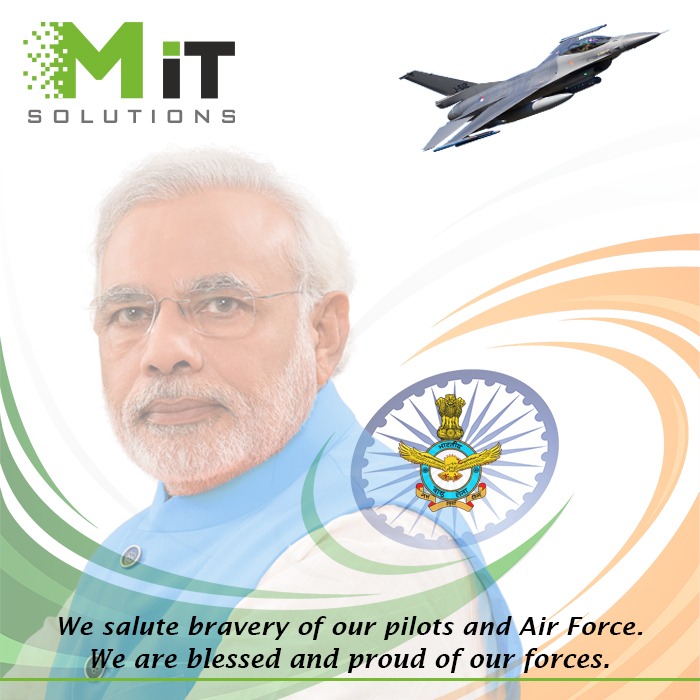 MiT
SOLUTIONS
भारतीय
वायु सेना
We salute bravery of our pilots and Air Force.
We are blessed and proud of our forces.